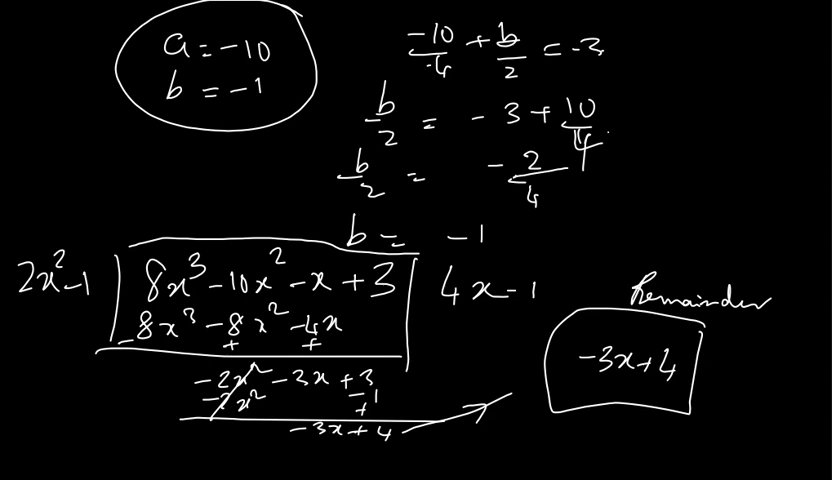 a = -10
b = -1
-10/-4 + b/2 = -3
b/2 = -3 + 10/4
b/2 = -2/4
b = -1
2x²-1 | 8x³ -10x² -x +3 | 4x-1
8x³ -8x² -4x
- + +
-2x² -3x +3
-2x² -1
+
-3x+4
Remainder
-3x+4